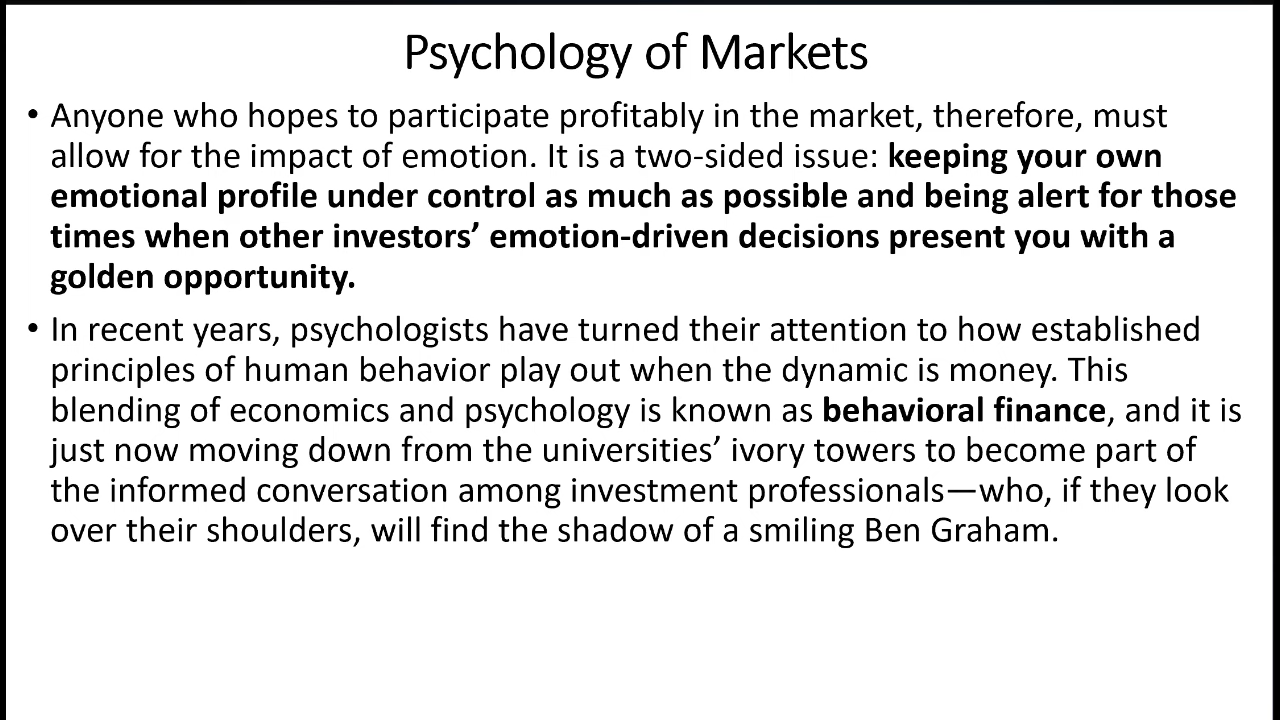 Psychology of Markets
• Anyone who hopes to participate profitably in the market, therefore, must
allow for the impact of emotion. It is a two-sided issue: keeping your own
emotional profile under control as much as possible and being alert for those
times when other investors’ emotion-driven decisions present you with a
golden opportunity.
• In recent years, psychologists have turned their attention to how established
principles of human behavior play out when the dynamic is money. This
blending of economics and psychology is known as behavioral finance, and it is
just now moving down from the universities’ ivory towers to become part of
the informed conversation among investment professionals—who, if they look
over their shoulders, will find the shadow of a smiling Ben Graham.